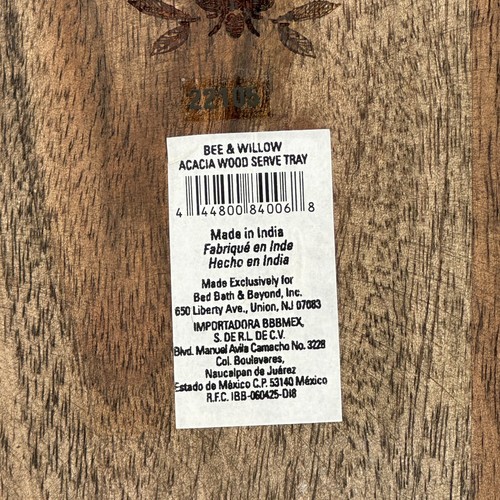 BEE & WILLOW
ACACIA WOOD SERVE TRAY
4 44800 84006 8
Made in India
Fabriqué en Inde
Hecho en India
Made Exclusively for
Bed Bath & Beyond, Inc.
650 Liberty Ave., Union, NJ 07083
IMPORTADORA BBBMEX,
S. DE R.L. DE C.V.
Blvd. Manuel Avila Camacho No. 3228
Col. Boulevares,
Naucalpan de Juárez
Estado de México C.P. 53140 México
R.F.C. IBB-060425-DI8